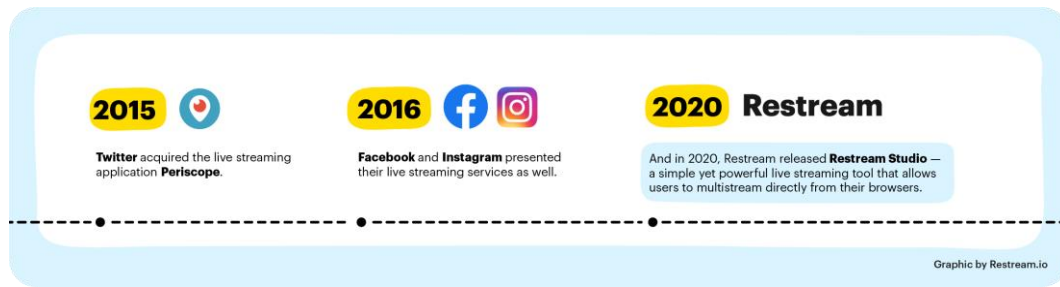 2015
Twitter acquired the live streaming
application Periscope.
2016
Facebook and Instagram presented
their live streaming services as well.
2020 Restream
And in 2020, Restream released Restream Studio —
a simple yet powerful live streaming tool that allows
users to multistream directly from their browsers.
Graphic by Restream.io